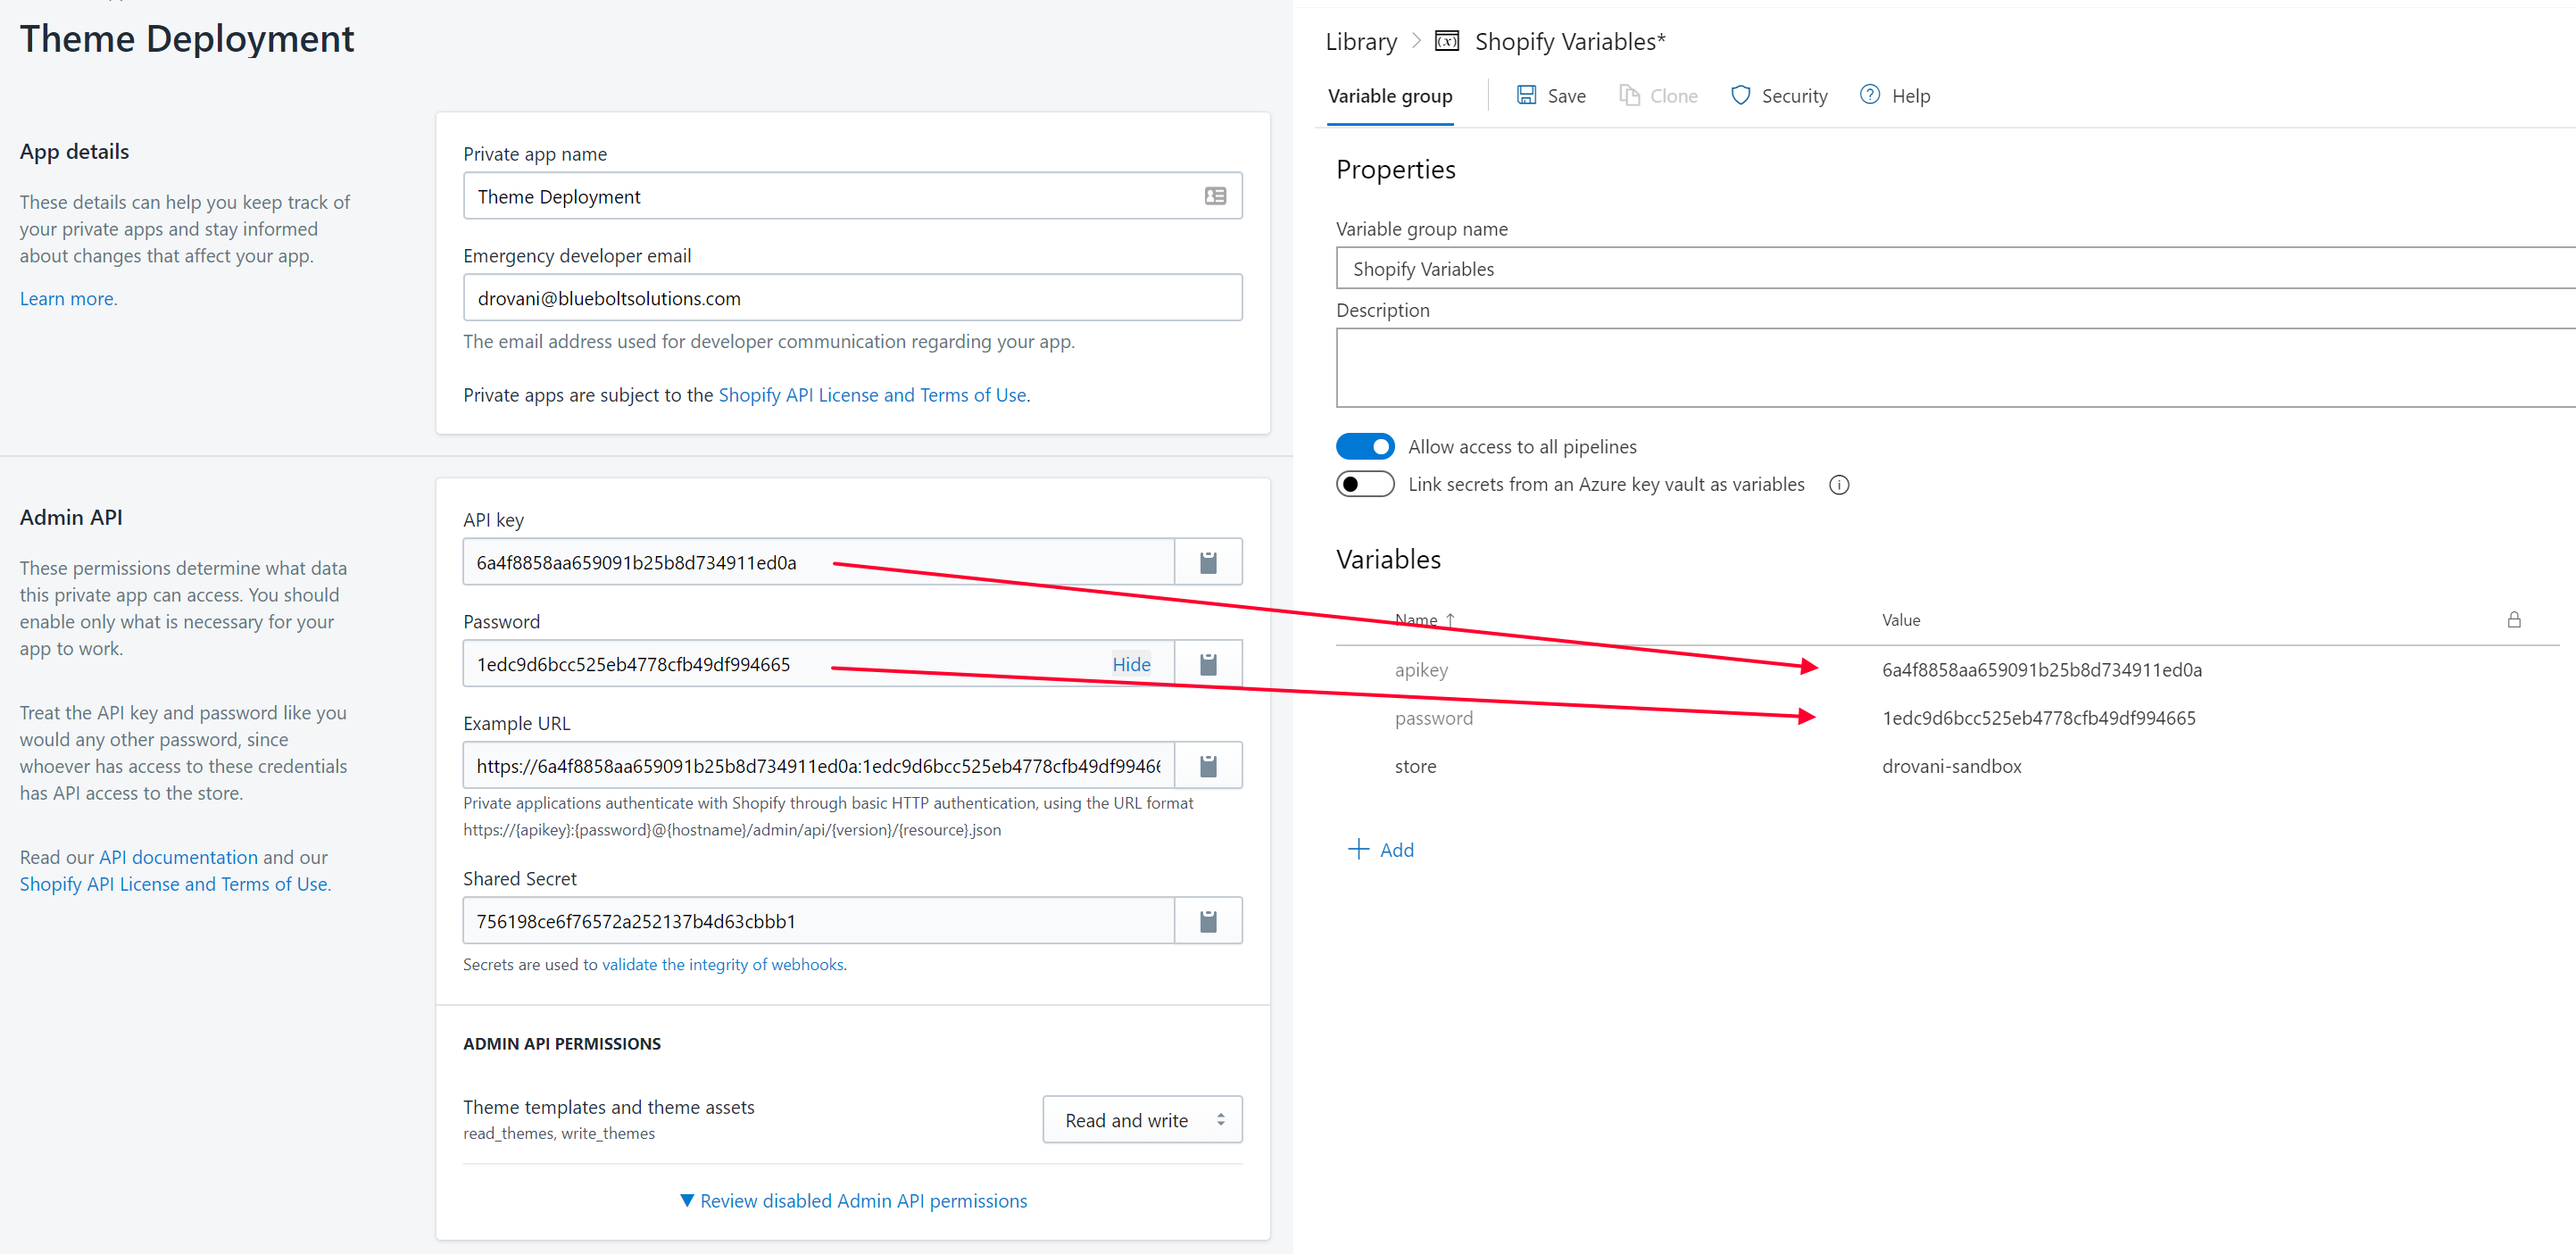 Theme Deployment
App details
These details can help you keep track of
your private apps and stay informed
about changes that affect your app.
Learn more.
Private app name
Theme Deployment
Emergency developer email
drovani@blueboltsolutions.com
The email address used for developer communication regarding your app.
Private apps are subject to the Shopify API License and Terms of Use.
Admin API
These permissions determine what data
this private app can access. You should
enable only what is necessary for your
app to work.
Treat the API key and password like you
would any other password, since
whoever has access to these credentials
has API access to the store.
Read our API documentation and our
Shopify API License and Terms of Use.
API key
6a4f8858aa659091b25b8d734911ed0a
Password
1edc9d6bcc525eb4778cfb49df994665
Hide
Example URL
https://6a4f8858aa659091b25b8d734911ed0a:1edc9d6bcc525eb4778cfb49df99466
Private applications authenticate with Shopify through basic HTTP authentication, using the URL format
https://{apikey}:{password}@{hostname}/admin/api/{version}/{resource}.json
Shared Secret
756198ce6f76572a252137b4d63cbbb1
Secrets are used to validate the integrity of webhooks.
ADMIN API PERMISSIONS
Theme templates and theme assets
read_themes, write_themes
Read and write
▼ Review disabled Admin API permissions
Library > Shopify Variables*
Variable group
Save
Clone
Security
Help
Properties
Variable group name
Shopify Variables
Description
Allow access to all pipelines
Link secrets from an Azure key vault as variables
Variables
Name ↑
Value
apikey
6a4f8858aa659091b25b8d734911ed0a
password
1edc9d6bcc525eb4778cfb49df994665
store
drovani-sandbox
+ Add